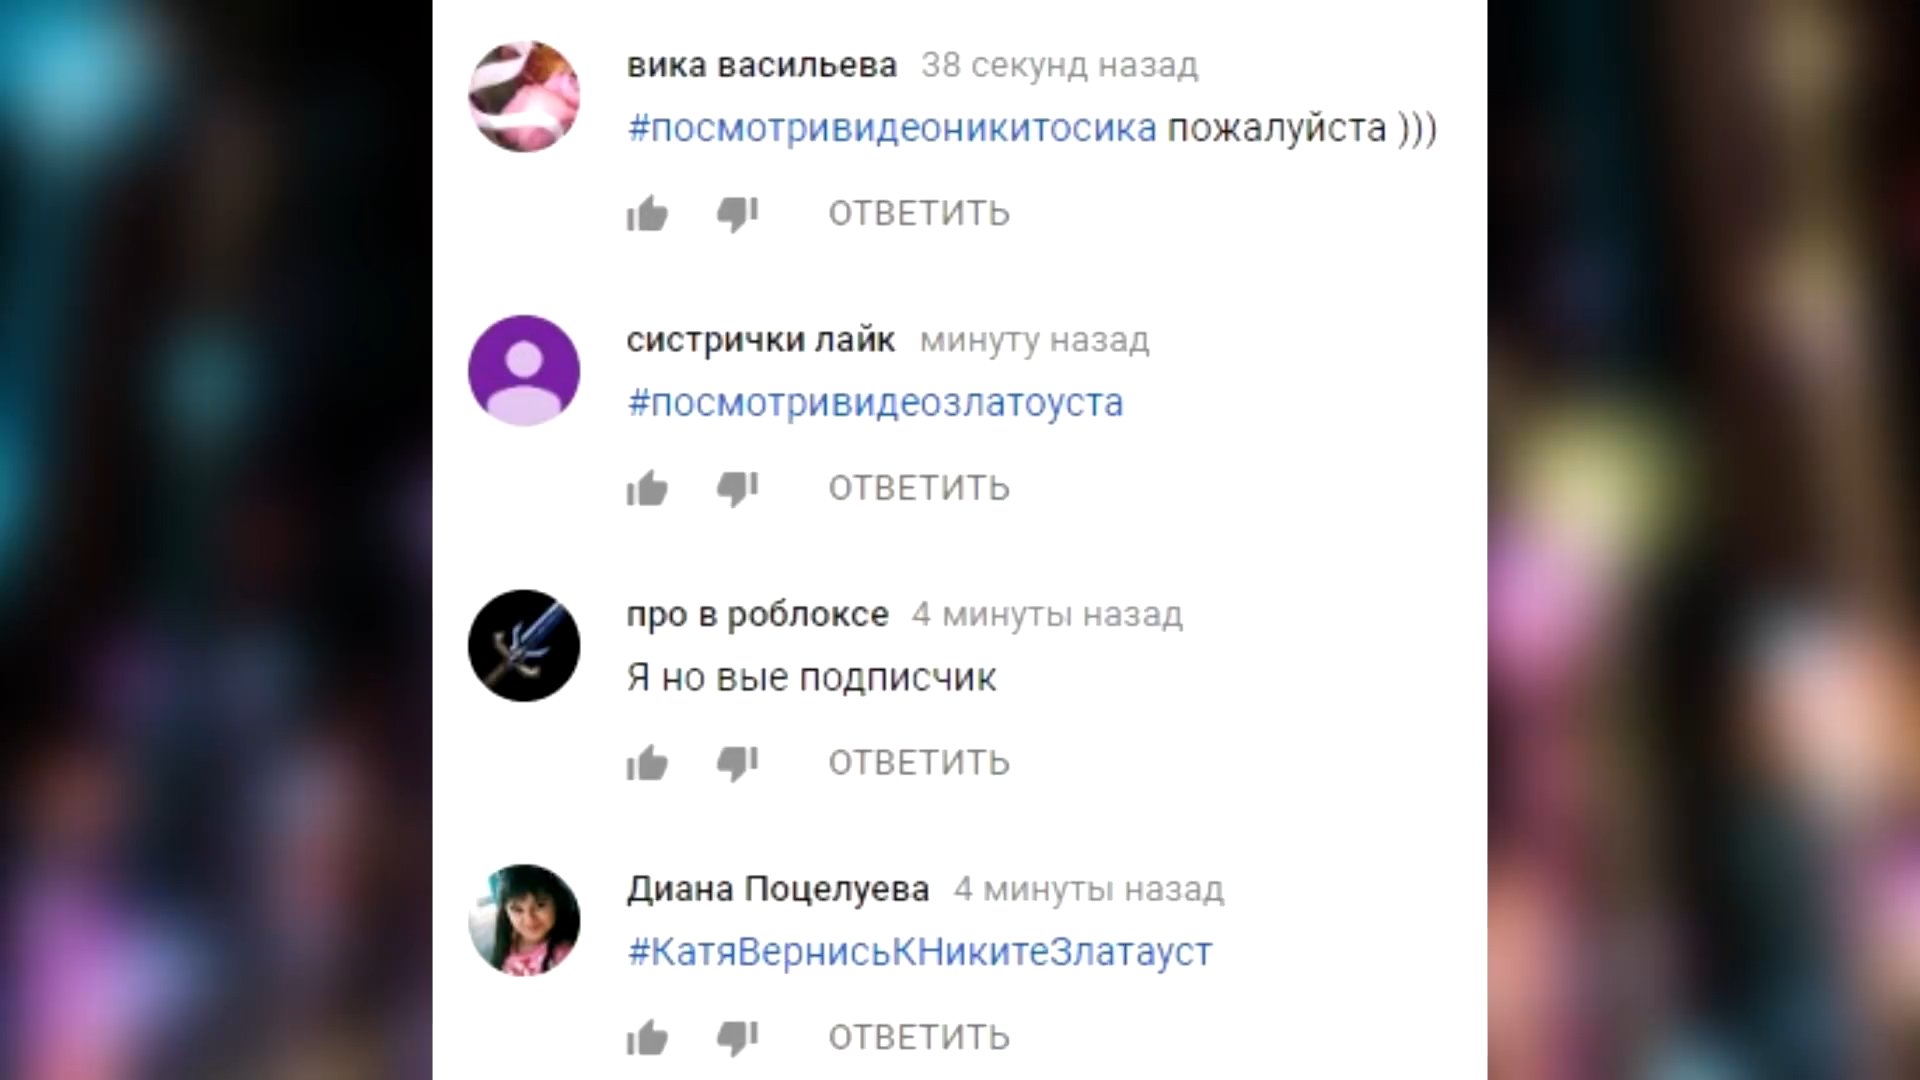 вика васильева 38 секунд назад
#посмотривидеоникитосика пожалуйста )))
ОТВЕТИТЬ
систрички лайк минуту назад
#посмотривидеозлатоуста
ОТВЕТИТЬ
про в роблоксе 4 минуты назад
Я но вые подписчик
ОТВЕТИТЬ
Диана Поцелуева 4 минуты назад
#КатяВернисьКНикитеЗлатауст
ОТВЕТИТЬ